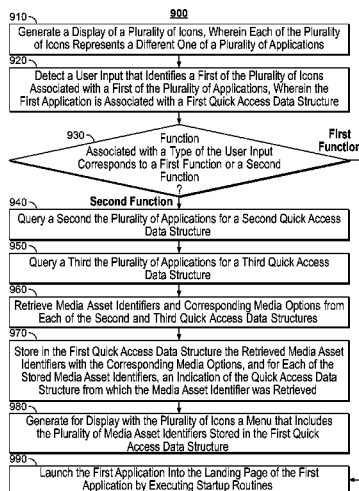 900
910
Generate a Display of a Plurality of Icons, Wherein Each of the Plurality
of Icons Represents a Different One of a Plurality of Applications
920
Detect a User Input that Identifies a First of the Plurality of Icons
Associated with a First of the Plurality of Applications, Wherein the
First Application is Associated with a First Quick Access Data Structure
930
Function
Associated with a Type of the User Input
Corresponds to a First Function or a Second
Function
?
First
Function
Second Function
940
Query a Second the Plurality of Applications for a Second Quick Access
Data Structure
950
Query a Third the Plurality of Applications for a Third Quick Access
Data Structure
960
Retrieve Media Asset Identifiers and Corresponding Media Options from
Each of the Second and Third Quick Access Data Structures
970
Store in the First Quick Access Data Structure the Retrieved Media Asset
Identifiers with the Corresponding Media Options, and for Each of the
Stored Media Asset Identifiers, an Indication of the Quick Access Data
Structure from which the Media Asset Identifier was Retrieved
980
Generate for Display with the Plurality of Icons a Menu that Includes
the Plurality of Media Asset Identifiers Stored in the First Quick
Access Data Structure
990
Launch the First Application Into the Landing Page of the First
Application by Executing Startup Routines